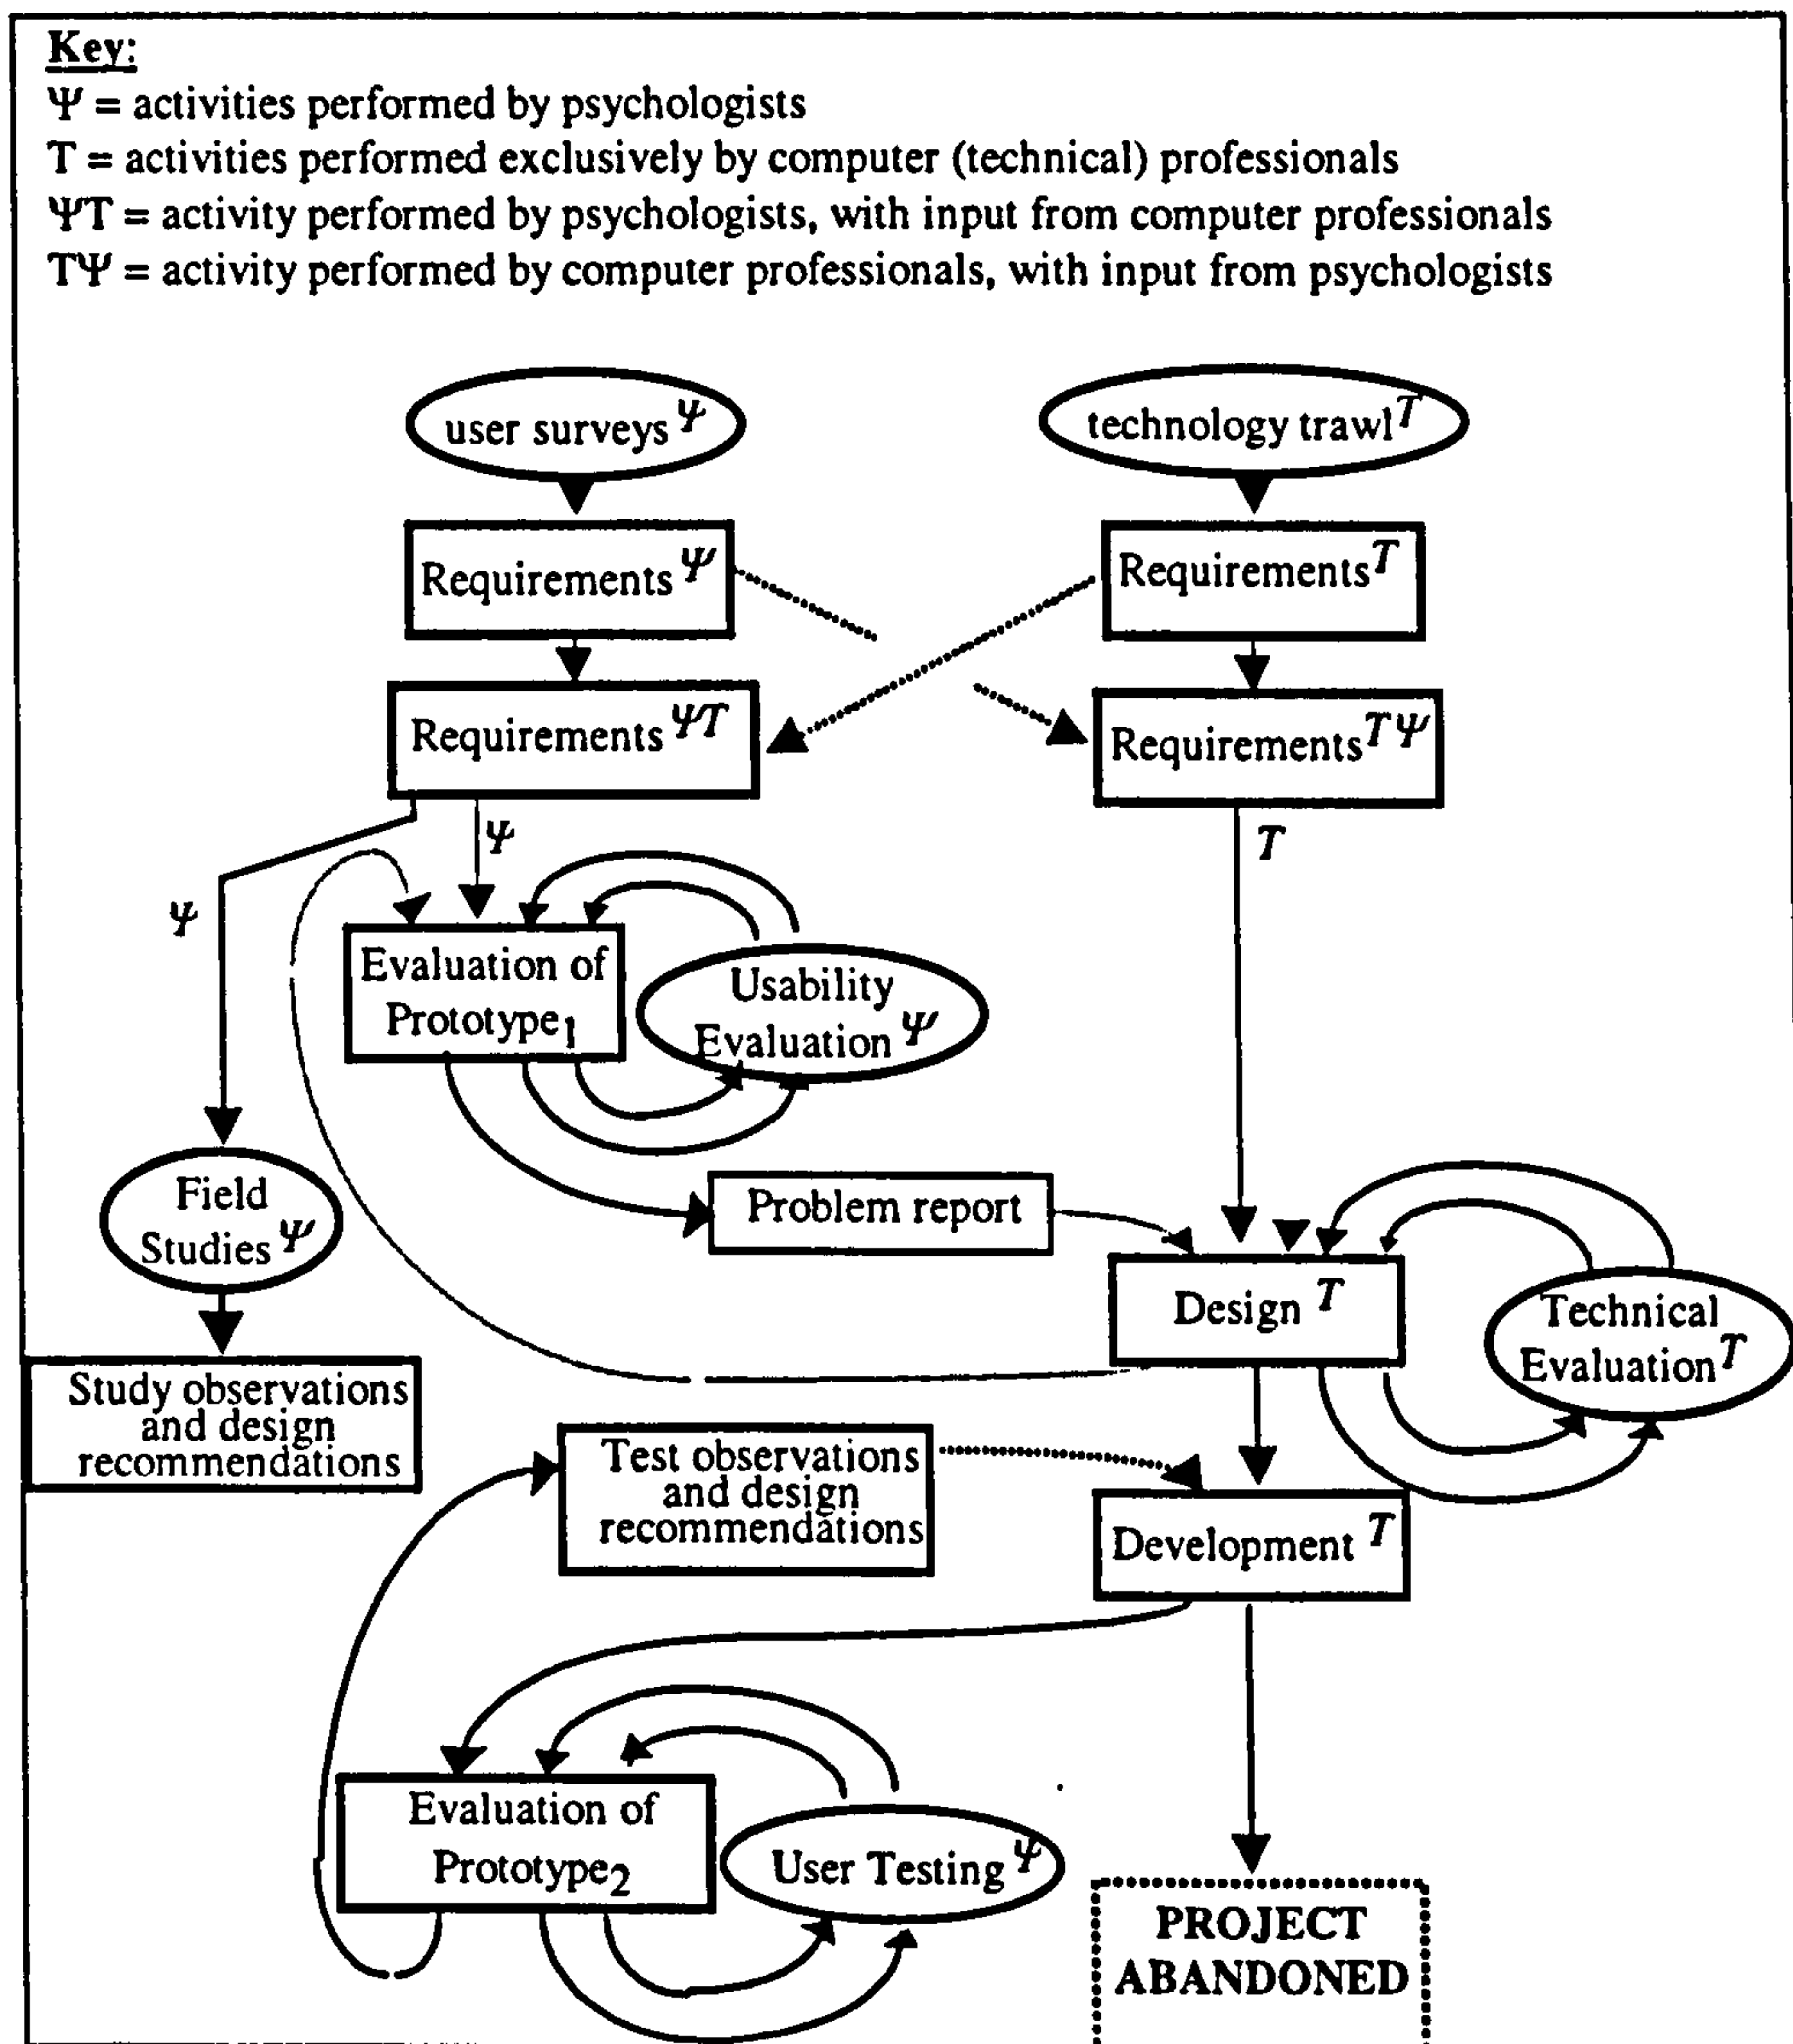 Key:
Ψ = activities performed by psychologists
T = activities performed exclusively by computer (technical) professionals
ΨT = activity performed by psychologists, with input from computer professionals
TΨ = activity performed by computer professionals, with input from psychologists
user surveys Ψ
technology trawl T
Requirements Ψ
Requirements T
Requirements ΨT
Requirements TΨ
Ψ
T
Ψ
Evaluation of
Prototype1
Usability
Evaluation Ψ
Field
Studies Ψ
Problem report
Design T
Technical
Evaluation T
Study observations
and design
recommendations
Test observations
and design
recommendations
Development T
Evaluation of
Prototype2
User Testing Ψ
PROJECT
ABANDONED